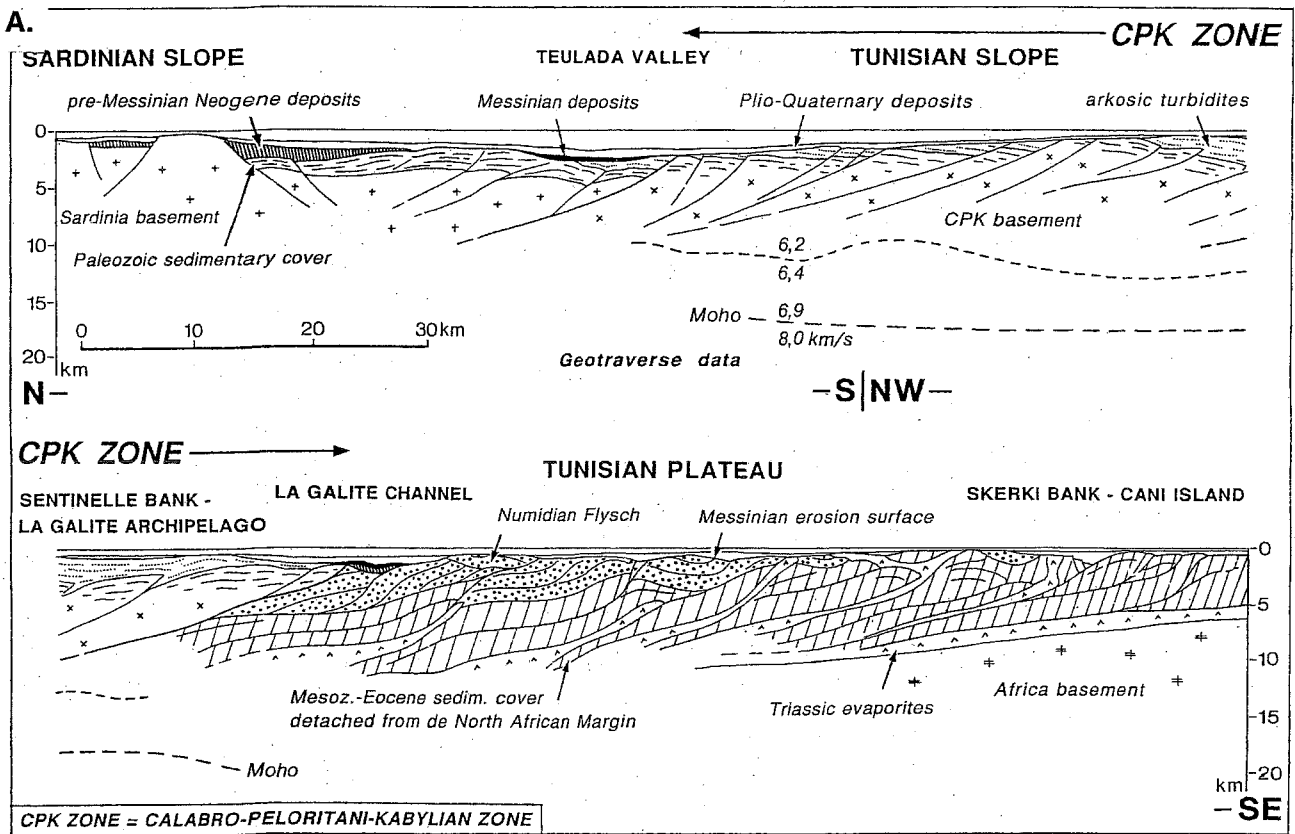 A.
CPK ZONE
SARDINIAN SLOPE
TEULADA VALLEY
TUNISIAN SLOPE
pre-Messinian Neogene deposits
Messinian deposits
Plio-Quaternary deposits
arkosic turbidites
0
5
10
15
20
km
Sardinia basement
CPK basement
Paleozoic sedimentary cover
6,2
6,4
Moho
6,9
8,0 km/s
0 10 20 30 km
Geotraverse data
N–
–S|NW–
CPK ZONE
TUNISIAN PLATEAU
SENTINELLE BANK -
LA GALITE ARCHIPELAGO
LA GALITE CHANNEL
SKERKI BANK - CANI ISLAND
Numidian Flysch
Messinian erosion surface
0
5
10
15
20
km
Mesoz.-Eocene sedim. cover
detached from de North African Margin
Triassic evaporites
Africa basement
Moho
–SE
CPK ZONE = CALABRO-PELORITANI-KABYLIAN ZONE